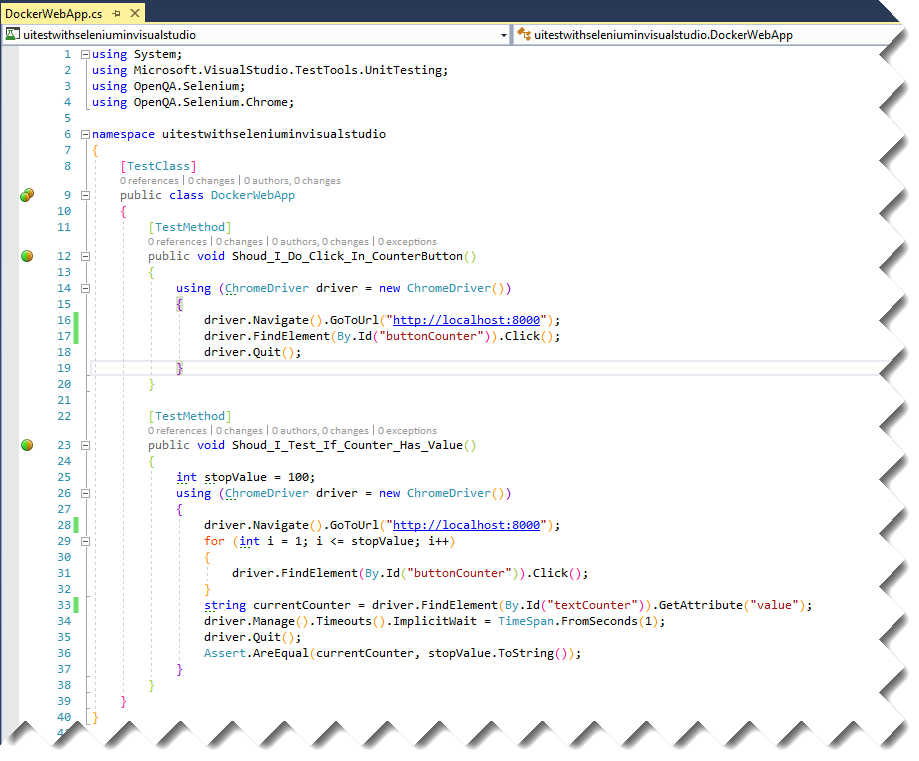 DockerWebApp.cs
uitestwithseleniuminvisualstudio uitestwithseleniuminvisualstudio.DockerWebApp
1 using System;
2 using Microsoft.VisualStudio.TestTools.UnitTesting;
3 using OpenQA.Selenium;
4 using OpenQA.Selenium.Chrome;
5
6 namespace uitestwithseleniuminvisualstudio
7 {
8 [TestClass]
0 references | 0 changes | 0 authors, 0 changes
9 public class DockerWebApp
10 {
11 [TestMethod]
0 references | 0 changes | 0 authors, 0 changes | 0 exceptions
12 public void Shoud_I_Do_Click_In_CounterButton()
13 {
14 using (ChromeDriver driver = new ChromeDriver())
15 {
16 driver.Navigate().GoToUrl("http://localhost:8000");
17 driver.FindElement(By.Id("buttonCounter")).Click();
18 driver.Quit();
19 }
20 }
21
22 [TestMethod]
0 references | 0 changes | 0 authors, 0 changes | 0 exceptions
23 public void Shoud_I_Test_If_Counter_Has_Value()
24 {
25 int stopValue = 100;
26 using (ChromeDriver driver = new ChromeDriver())
27 {
28 driver.Navigate().GoToUrl("http://localhost:8000");
29 for (int i = 1; i <= stopValue; i++)
30 {
31 driver.FindElement(By.Id("buttonCounter")).Click();
32 }
33 string currentCounter = driver.FindElement(By.Id("textCounter")).GetAttribute("value");
34 driver.Manage().Timeouts().ImplicitWait = TimeSpan.FromSeconds(1);
35 driver.Quit();
36 Assert.AreEqual(currentCounter, stopValue.ToString());
37 }
38 }
39 }
40 }